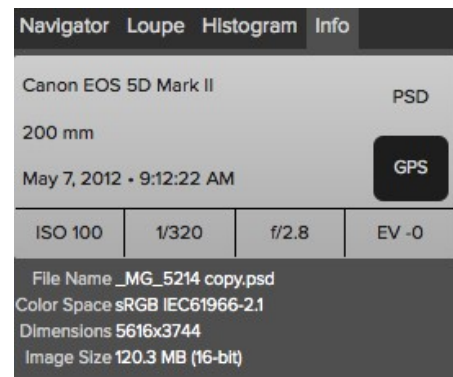 Navigator Loupe Histogram Info
Canon EOS 5D Mark II
PSD
200 mm
GPS
May 7, 2012 • 9:12:22 AM
ISO 100 1/320 f/2.8 EV -0
File Name _MG_5214 copy.psd
Color Space sRGB IEC61966-2.1
Dimensions 5616x3744
Image Size 120.3 MB (16-bit)